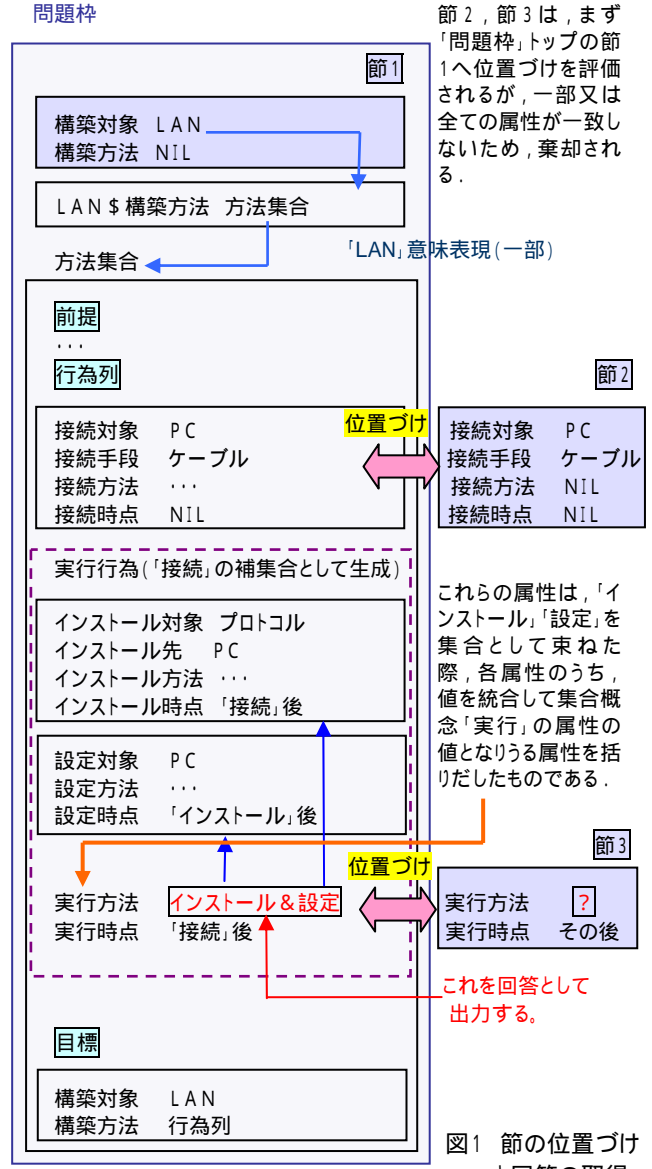 問題枠
節2，節3は，まず
「問題枠」トップの節
1へ位置づけを評価
されるが，一部又は
全ての属性が一致し
ないため，棄却され
る．
節1
構築対象 LAN
構築方法 NIL
LAN＄構築方法 方法集合
「LAN」意味表現(一部)
方法集合
前提
･･･
行為列
接続対象 PC
接続手段 ケーブル
接続方法 ･･･
接続時点 NIL
位置づけ
節2
接続対象 PC
接続手段 ケーブル
接続方法 NIL
接続時点 NIL
実行行為(「接続」の補集合として生成)
インストール対象 プロトコル
インストール先 PC
インストール方法 ･･･
インストール時点 「接続」後
設定対象 PC
設定方法 ･･･
設定時点 「インストール」後
これらの属性は，「イ
ンストール」「設定」を
集合として束ねた
際，各属性のうち，
値を統合して集合概
念「実行」の属性の
値となりうる属性を括
りだしたものである．
実行方法 インストール＆設定
実行時点 「接続」後
位置づけ
節3
実行方法 ?
実行時点 その後
これを回答として
出力する。
目標
構築対象 LAN
構築方法 行為列
図1 節の位置づけ